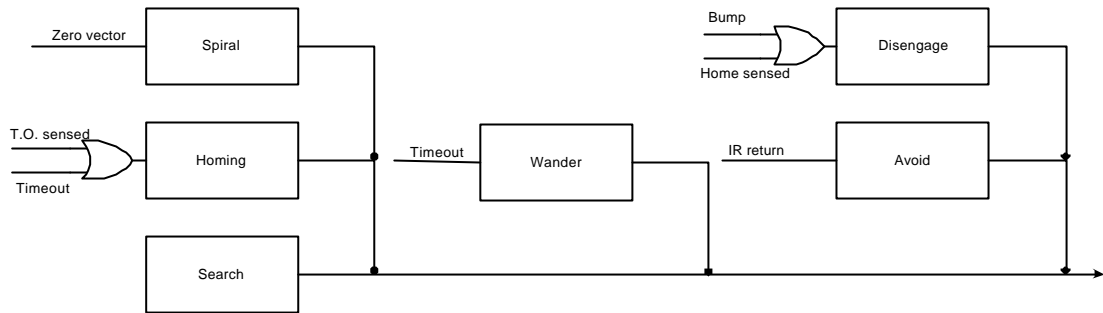 Zero vector
Spiral
Bump
Disengage
Home sensed
T.O. sensed
Homing
Timeout
Timeout
Wander
IR return
Avoid
Search